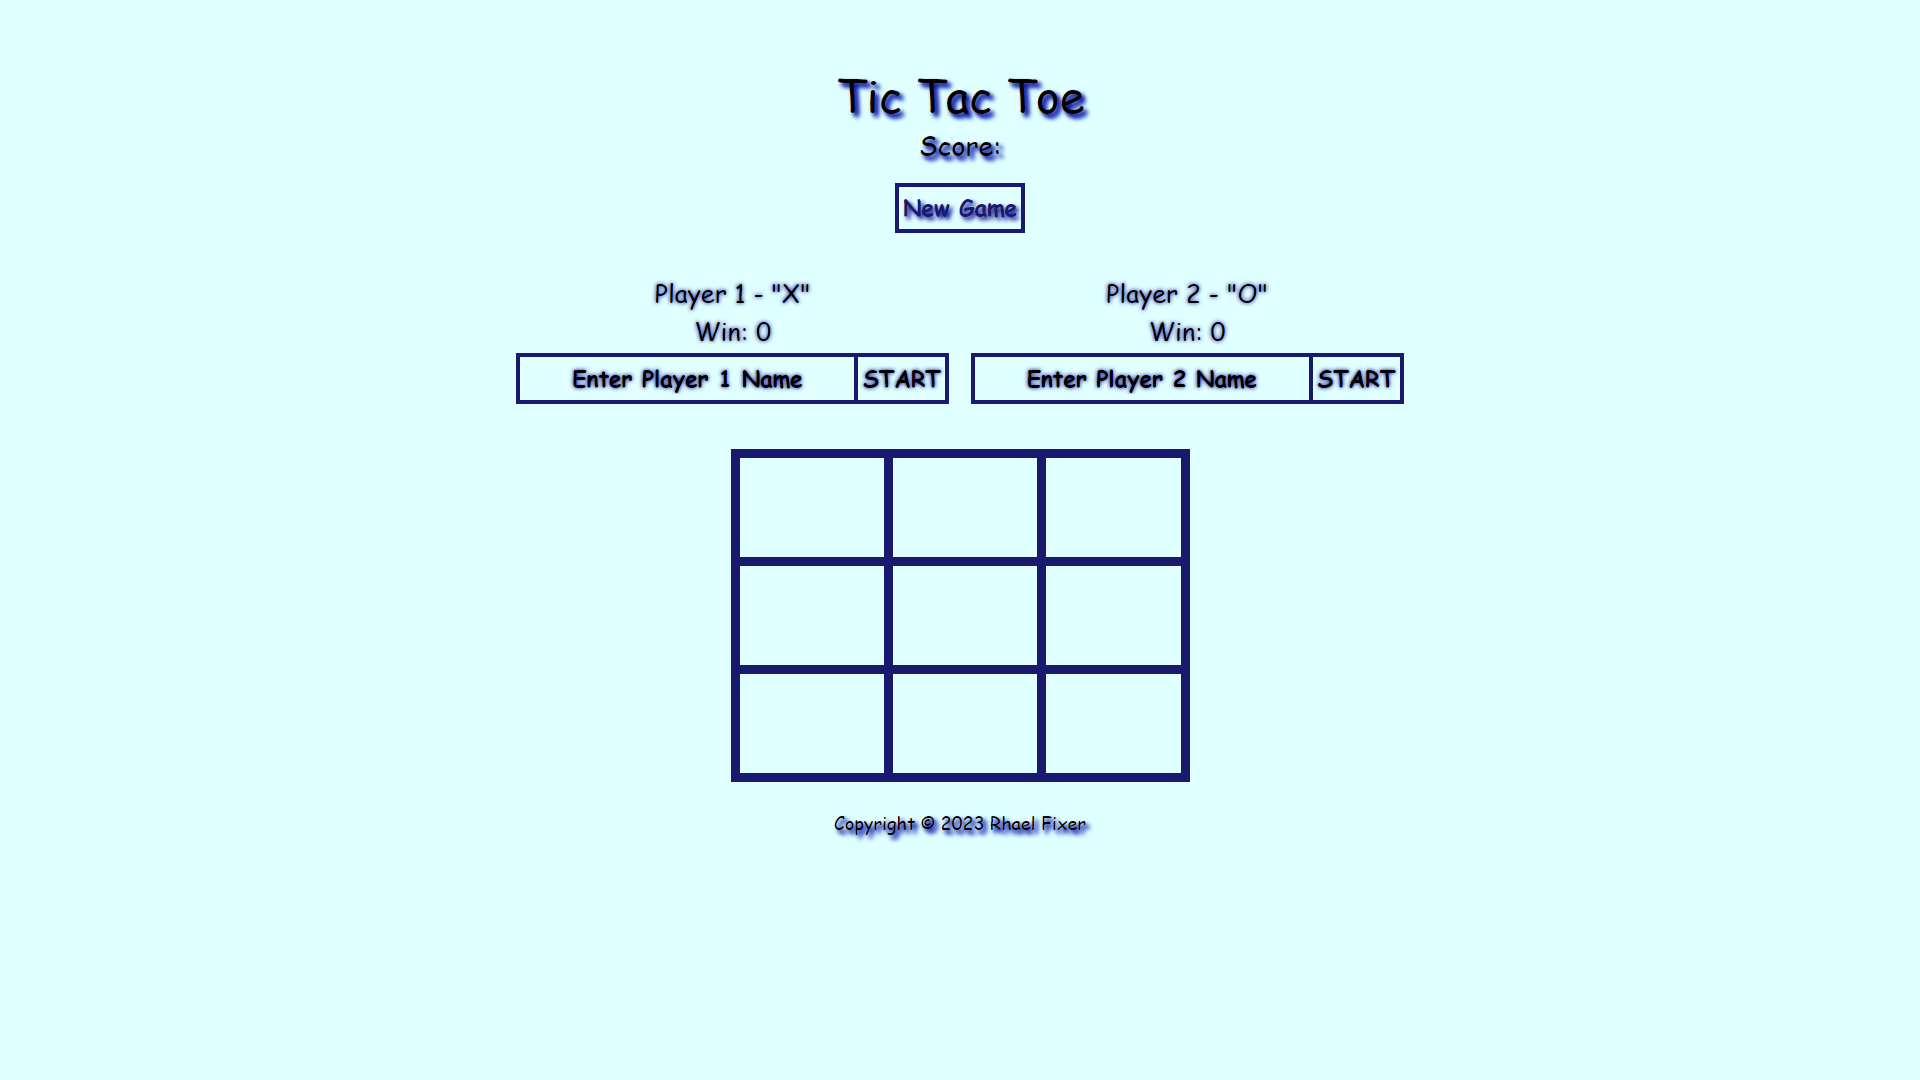 Tic Tac Toe
Score:
New Game
Player 1 - "X"
Win: 0
Enter Player 1 Name
START
Player 2 - "O"
Win: 0
Enter Player 2 Name
START
Copyright © 2023 Rhael Fixer